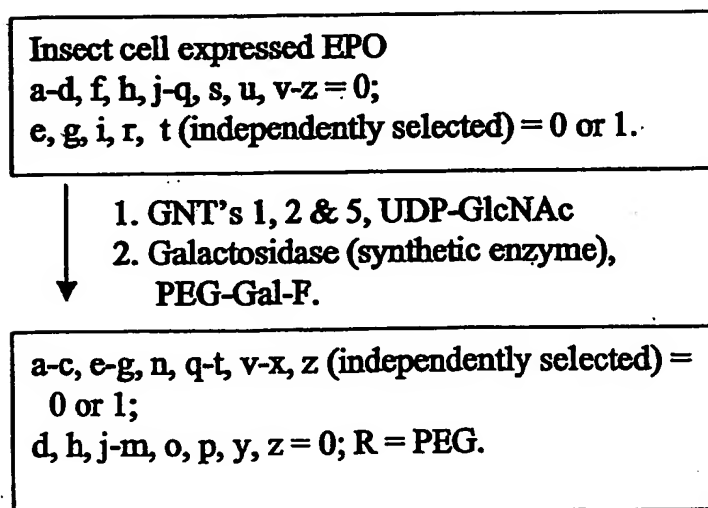 Insect cell expressed EPO
a-d, f, h, j-q, s, u, v-z = 0;
e, g, i, r, t (independently selected) = 0 or 1.
1. GNT's 1, 2 & 5, UDP-GlcNAc
2. Galactosidase (synthetic enzyme),
PEG-Gal-F.
a-c, e-g, n, q-t, v-x, z (independently selected) =
0 or 1;
d, h, j-m, o, p, y, z = 0; R = PEG.